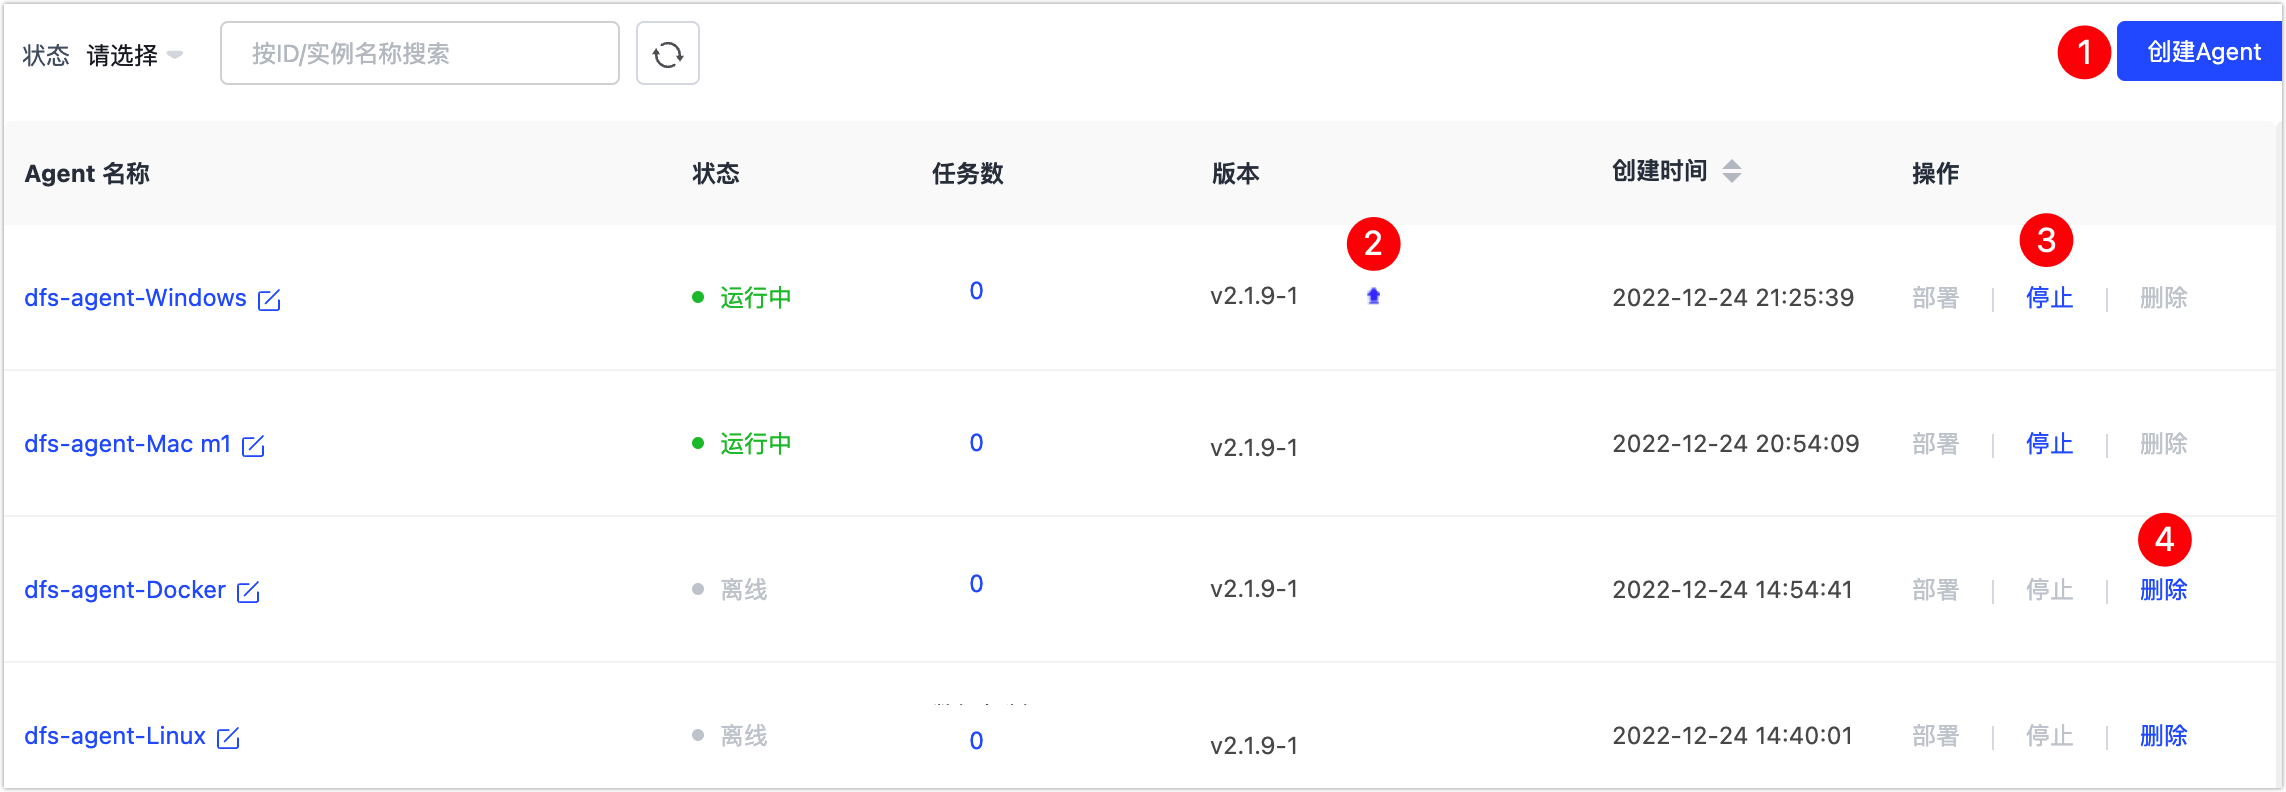 状态 请选择 按ID/实例名称搜索 1 创建Agent
Agent 名称 状态 任务数 版本 创建时间 操作
2 3
dfs-agent-Windows 运行中 0 v2.1.9-1 2022-12-24 21:25:39 部署 | 停止 | 删除
dfs-agent-Mac m1 运行中 0 v2.1.9-1 2022-12-24 20:54:09 部署 | 停止 | 删除
4
dfs-agent-Docker 离线 0 v2.1.9-1 2022-12-24 14:54:41 部署 | 停止 | 删除
dfs-agent-Linux 离线 0 v2.1.9-1 2022-12-24 14:40:01 部署 | 停止 | 删除